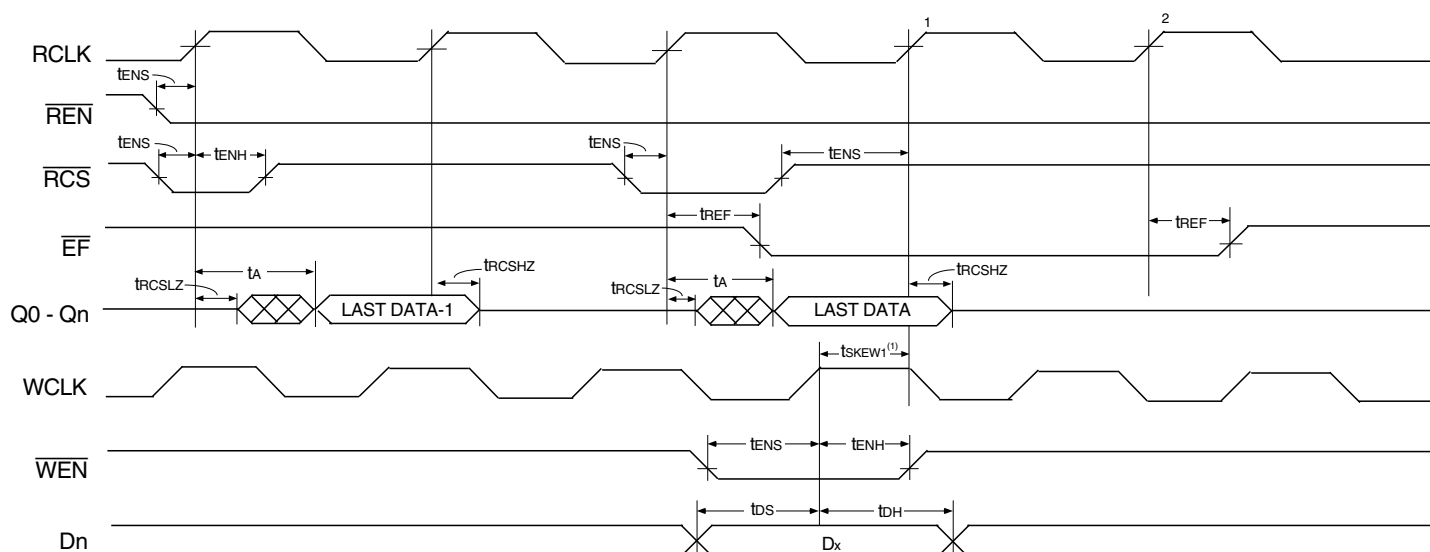 1
2
RCLK
tENS
REN
tENS
tENH
tENS
tENS
RCS
tREF
tREF
EF
tA
tRCSHZ
tA
tRCSHZ
tRCSLZ
tRCSLZ
Q0 - Qn
LAST DATA-1
LAST DATA
tSKEW1(1)
WCLK
tENS
tENH
WEN
tDS
tDH
Dn
Dx